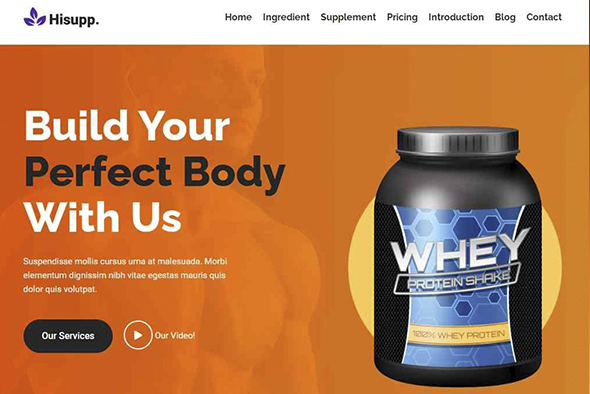 Hisupp.
Home Ingredient Supplement Pricing Introduction Blog Contact
Build Your
Perfect Body
With Us
Suspendisse mollis cursus urna at malesuada. Morbi
elementum dignissim nibh vitae egestas mauris quis
dolor quis volutpat.
Our Services
Our Video!
WHEY
PROTEIN SHAKE
100% WHEY PROTEIN